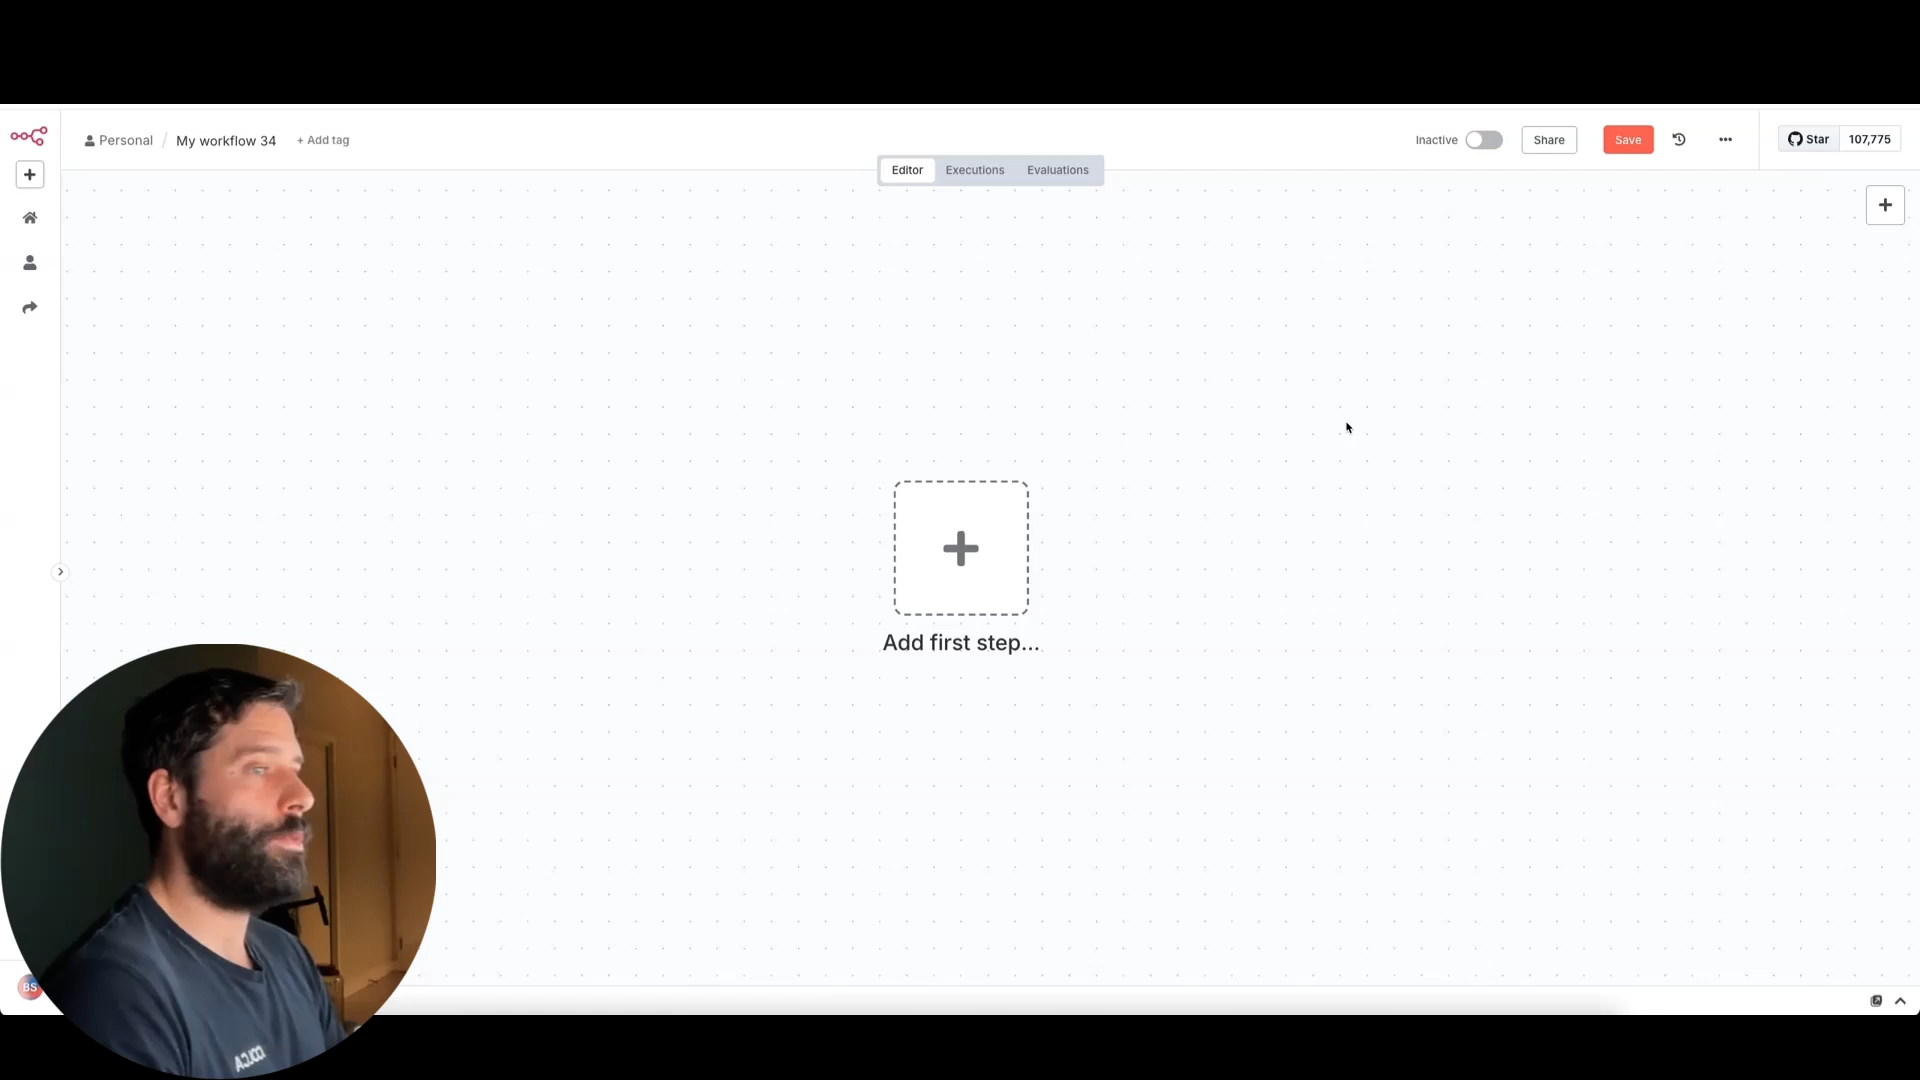 Personal / My workflow 34 + Add tag
Inactive Share Save Star 107,775
Editor Executions Evaluations
Add first step...
BS